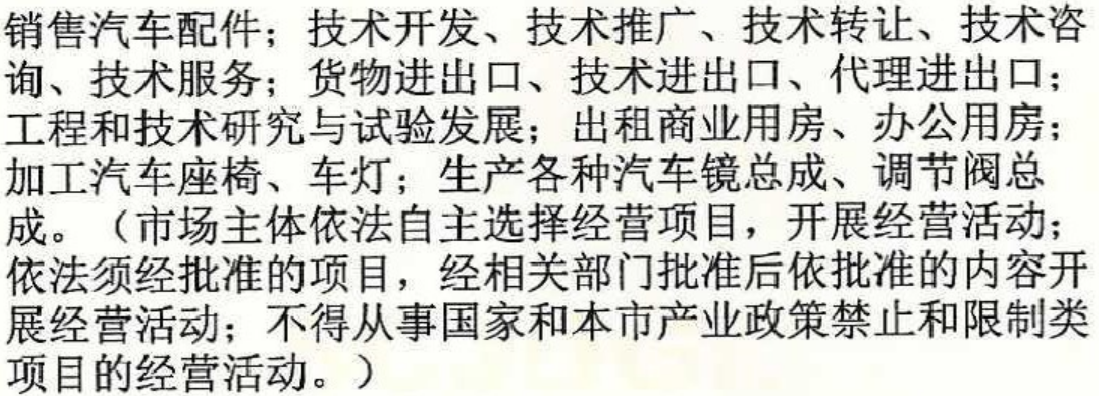 销售汽车配件；技术开发、技术推广、技术转让、技术咨
询、技术服务；货物进出口、技术进出口、代理进出口；
工程和技术研究与试验发展；出租商业用房、办公用房；
加工汽车座椅、车灯；生产各种汽车镜总成、调节阀总
成。（市场主体依法自主选择经营项目，开展经营活动；
依法须经批准的项目，经相关部门批准后依批准的内容开
展经营活动；不得从事国家和本市产业政策禁止和限制类
项目的经营活动。）